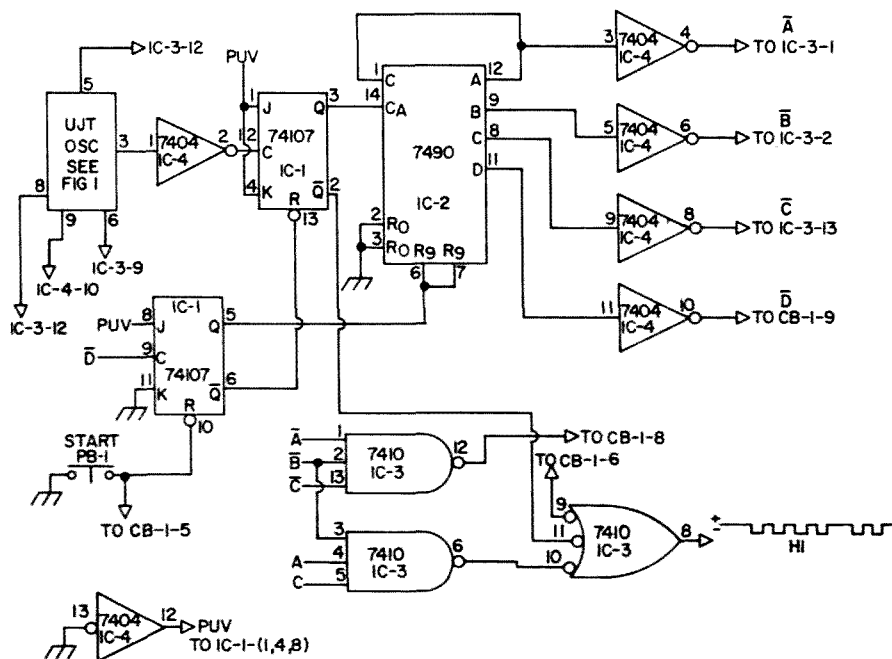 IC-3-12
5
UJT
OSC
SEE
FIG 1
3
8
9
6
IC-3-9
IC-4-10
IC-3-12
1
7404
IC-4
2
PUV
1
J
Q
3
12
74107
C
IC-1
4
K
R
Q̅
2
13
1
C
A
12
14
CA
B
9
7490
C
8
D
11
IC-2
2
RO
3
RO
R9
R9
6
7
3
7404
IC-4
4
A̅
TO IC-3-1
5
7404
IC-4
6
B̅
TO IC-3-2
9
7404
IC-4
8
C̅
TO IC-3-13
11
7404
IC-4
10
D̅
TO CB-1-9
IC-1
PUV
8
J
Q
5
D̅
9
C
74107
11
K
Q̅
6
R
10
START
PB-1
TO CB-1-5
A̅
1
B̅
2
C̅
13
7410
IC-3
12
TO CB-1-8
TO CB-1-6
3
A
4
C
5
7410
IC-3
6
9
11
10
7410
IC-3
8
+
-
HI
13
7404
IC-4
12
PUV
TO IC-1-(1,4,8)